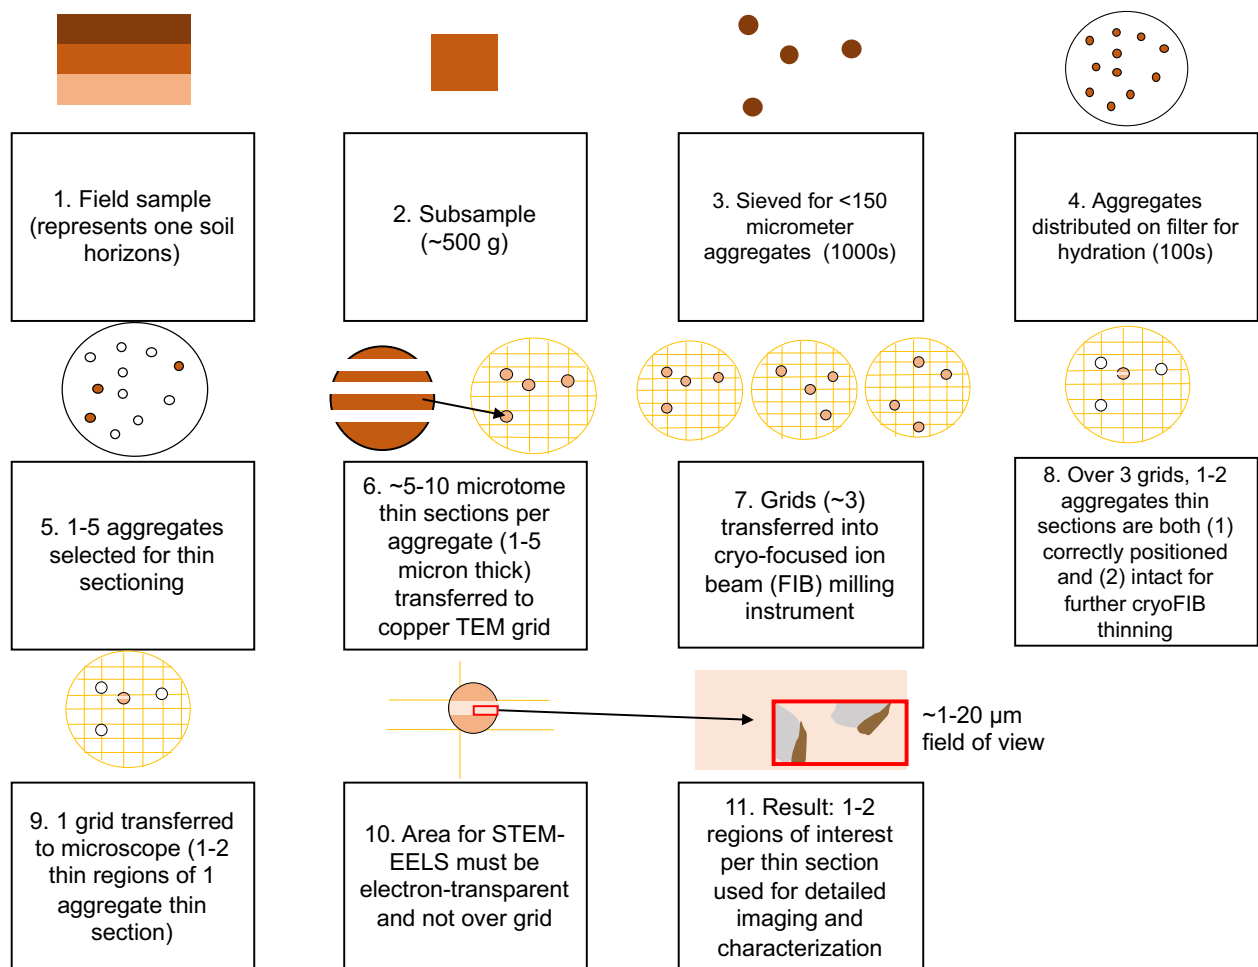 1. Field sample
(represents one soil
horizons)
2. Subsample
(~500 g)
3. Sieved for <150
micrometer
aggregates  (1000s)
4. Aggregates
distributed on filter for
hydration (100s)
5. 1-5 aggregates
selected for thin
sectioning
6. ~5-10 microtome
thin sections per
aggregate (1-5
micron thick)
transferred to
copper TEM grid
7. Grids (~3)
transferred into
cryo-focused ion
beam (FIB) milling
instrument
8. Over 3 grids, 1-2
aggregates thin
sections are both (1)
correctly positioned
and (2) intact for
further cryoFIB
thinning
~1-20 µm
field of view
9. 1 grid transferred
to microscope (1-2
thin regions of 1
aggregate thin
section)
10. Area for STEM-
EELS must be
electron-transparent
and not over grid
11. Result: 1-2
regions of interest
per thin section
used for detailed
imaging and
characterization